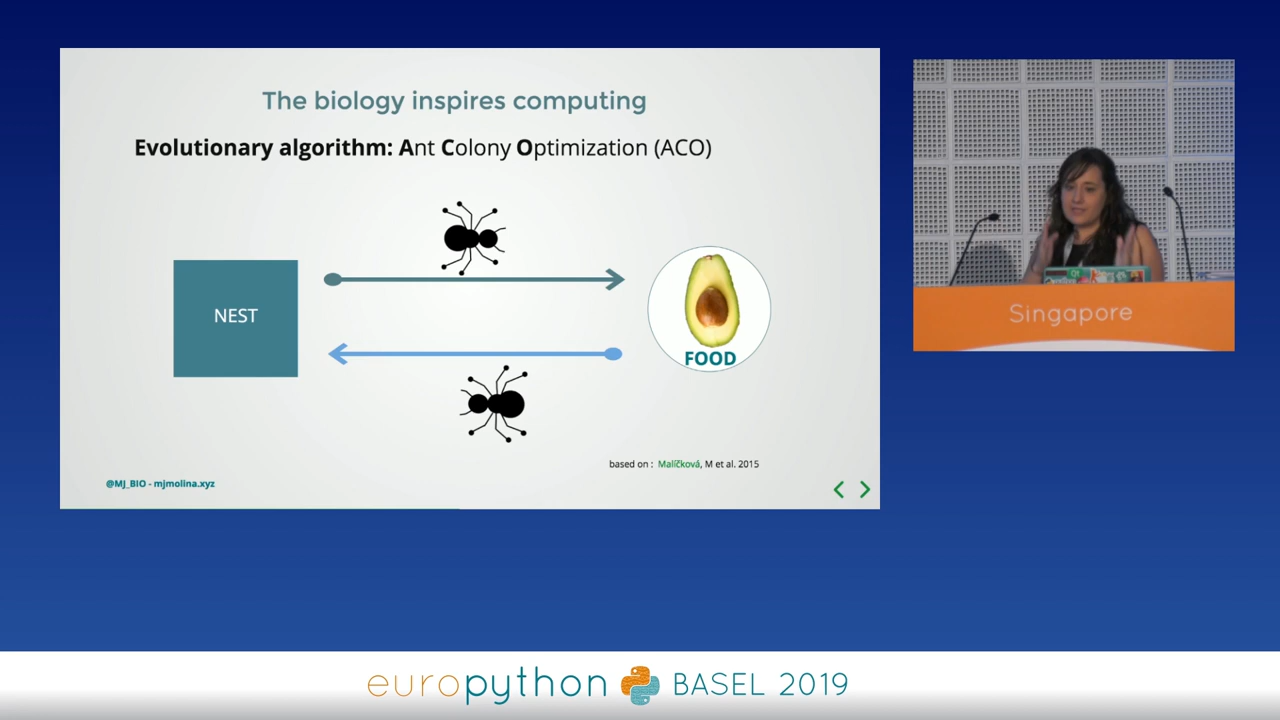 The biology inspires computing
Evolutionary algorithm: Ant Colony Optimization (ACO)
NEST
FOOD
based on : Malíčková, M et al. 2015
@MJ_BIO - mjmolina.xyz
Singapore
europython BASEL 2019